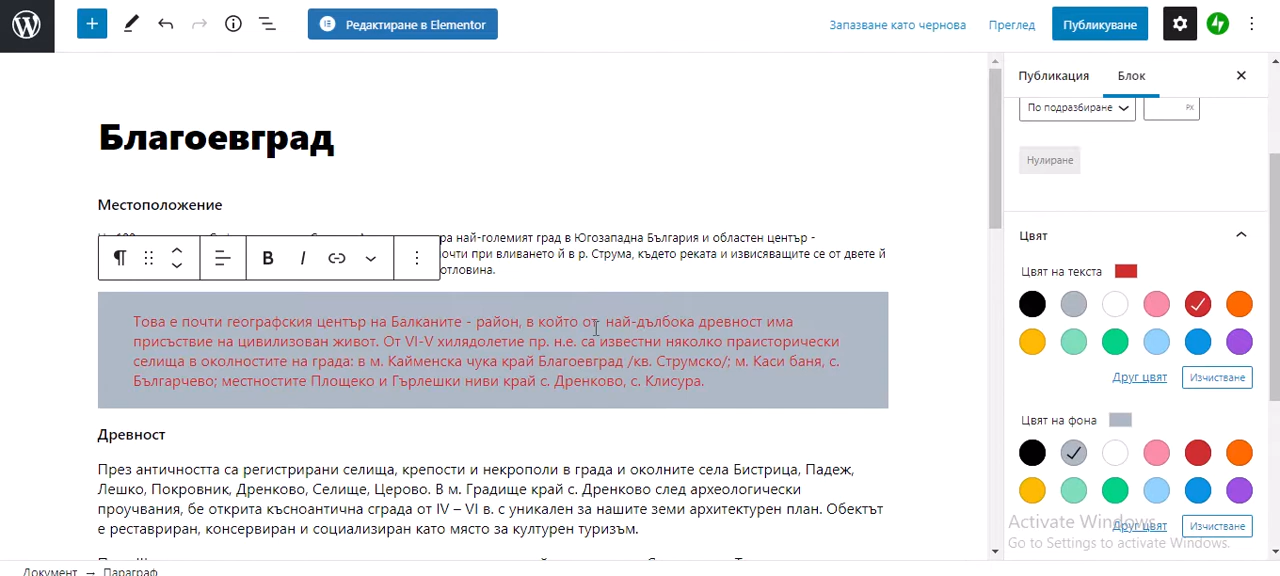 Редактиране в Elementor
Запазване като чернова
Преглед
Публикуване
Публикация
Блок
По подразбиране
PX
Нулиране
Благоевград
Местоположение
ра най-големият град в Югозападна България и областен център -
очти при вливането й в р. Струма, където реката и извисяващите се от двете й
отловина.
B I
Това е почти географския център на Балканите - район, в който от най-дълбока древност има
присъствие на цивилизован живот. От VI-V хилядолетие пр. н.е. са известни няколко праисторически
селища в околностите на града: в м. Кайменска чука край Благоевград /кв. Струмско/; м. Каси баня, с.
Българчево; местностите Площеко и Гърлешки ниви край с. Дренково, с. Клисура.
Древност
През античността са регистрирани селища, крепости и некрополи в града и околните села Бистрица, Падеж,
Лешко, Покровник, Дренково, Селище, Церово. В м. Градище край с. Дренково след археологически
проучвания, бе открита късноантична сграда от IV – VI в. с уникален за нашите земи архитектурен план. Обектът
е реставриран, консервиран и социализиран като място за културен туризъм.
Цвят
Цвят на текста
Друг цвят
Изчистване
Цвят на фона
Друг цвят
Изчистване
Activate Windows
Go to Settings to activate Windows.
Документ → Параграф